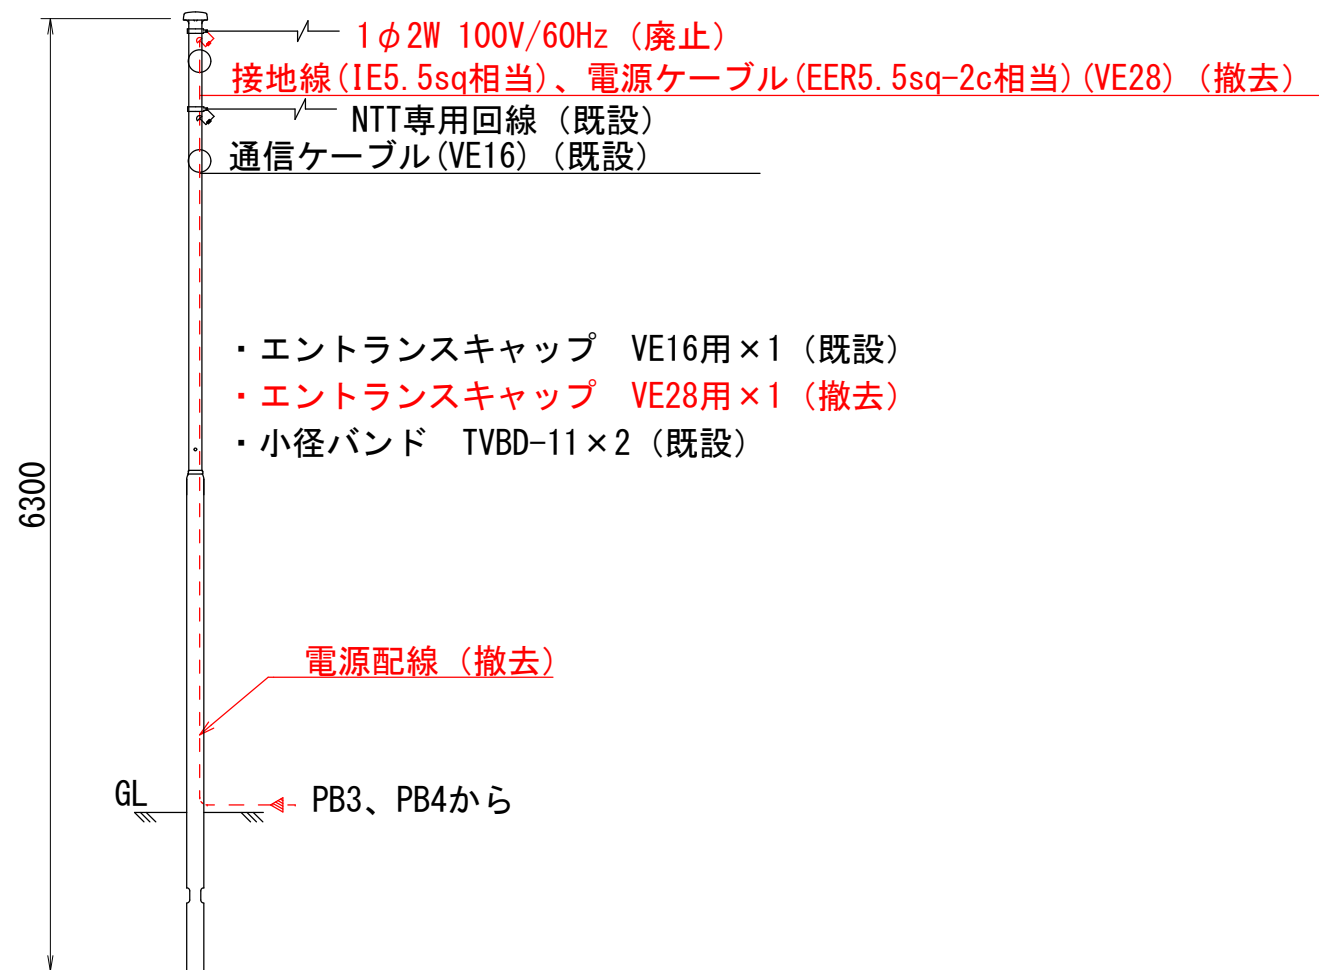 1φ2W 100V/60Hz（廃止）
接地線(IE5.5sq相当)、電源ケーブル(EER5.5sq-2c相当)(VE28)（撤去）
NTT専用回線（既設）
通信ケーブル(VE16)（既設）
・エントランスキャップ　VE16用×1（既設）
・エントランスキャップ　VE28用×1（撤去）
・小径バンド　TVBD-11×2（既設）
6300
電源配線（撤去）
GL
PB3、PB4から